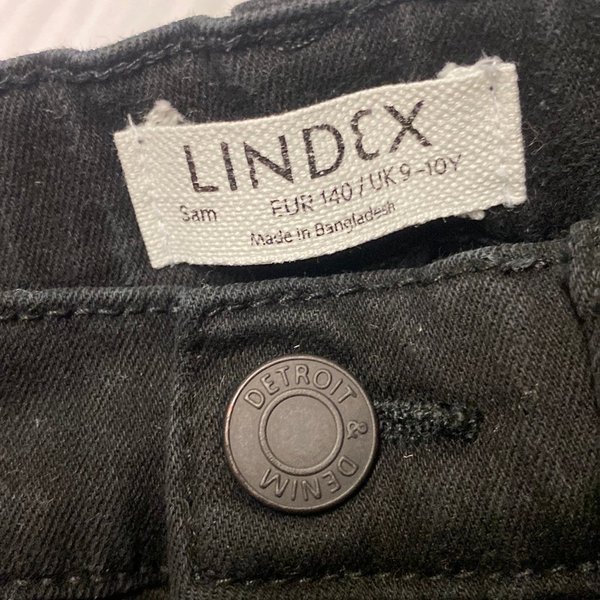 LINDEX
Sam EUR 140 / UK 9-10Y
Made in Bangladesh
DETROIT & DENIM